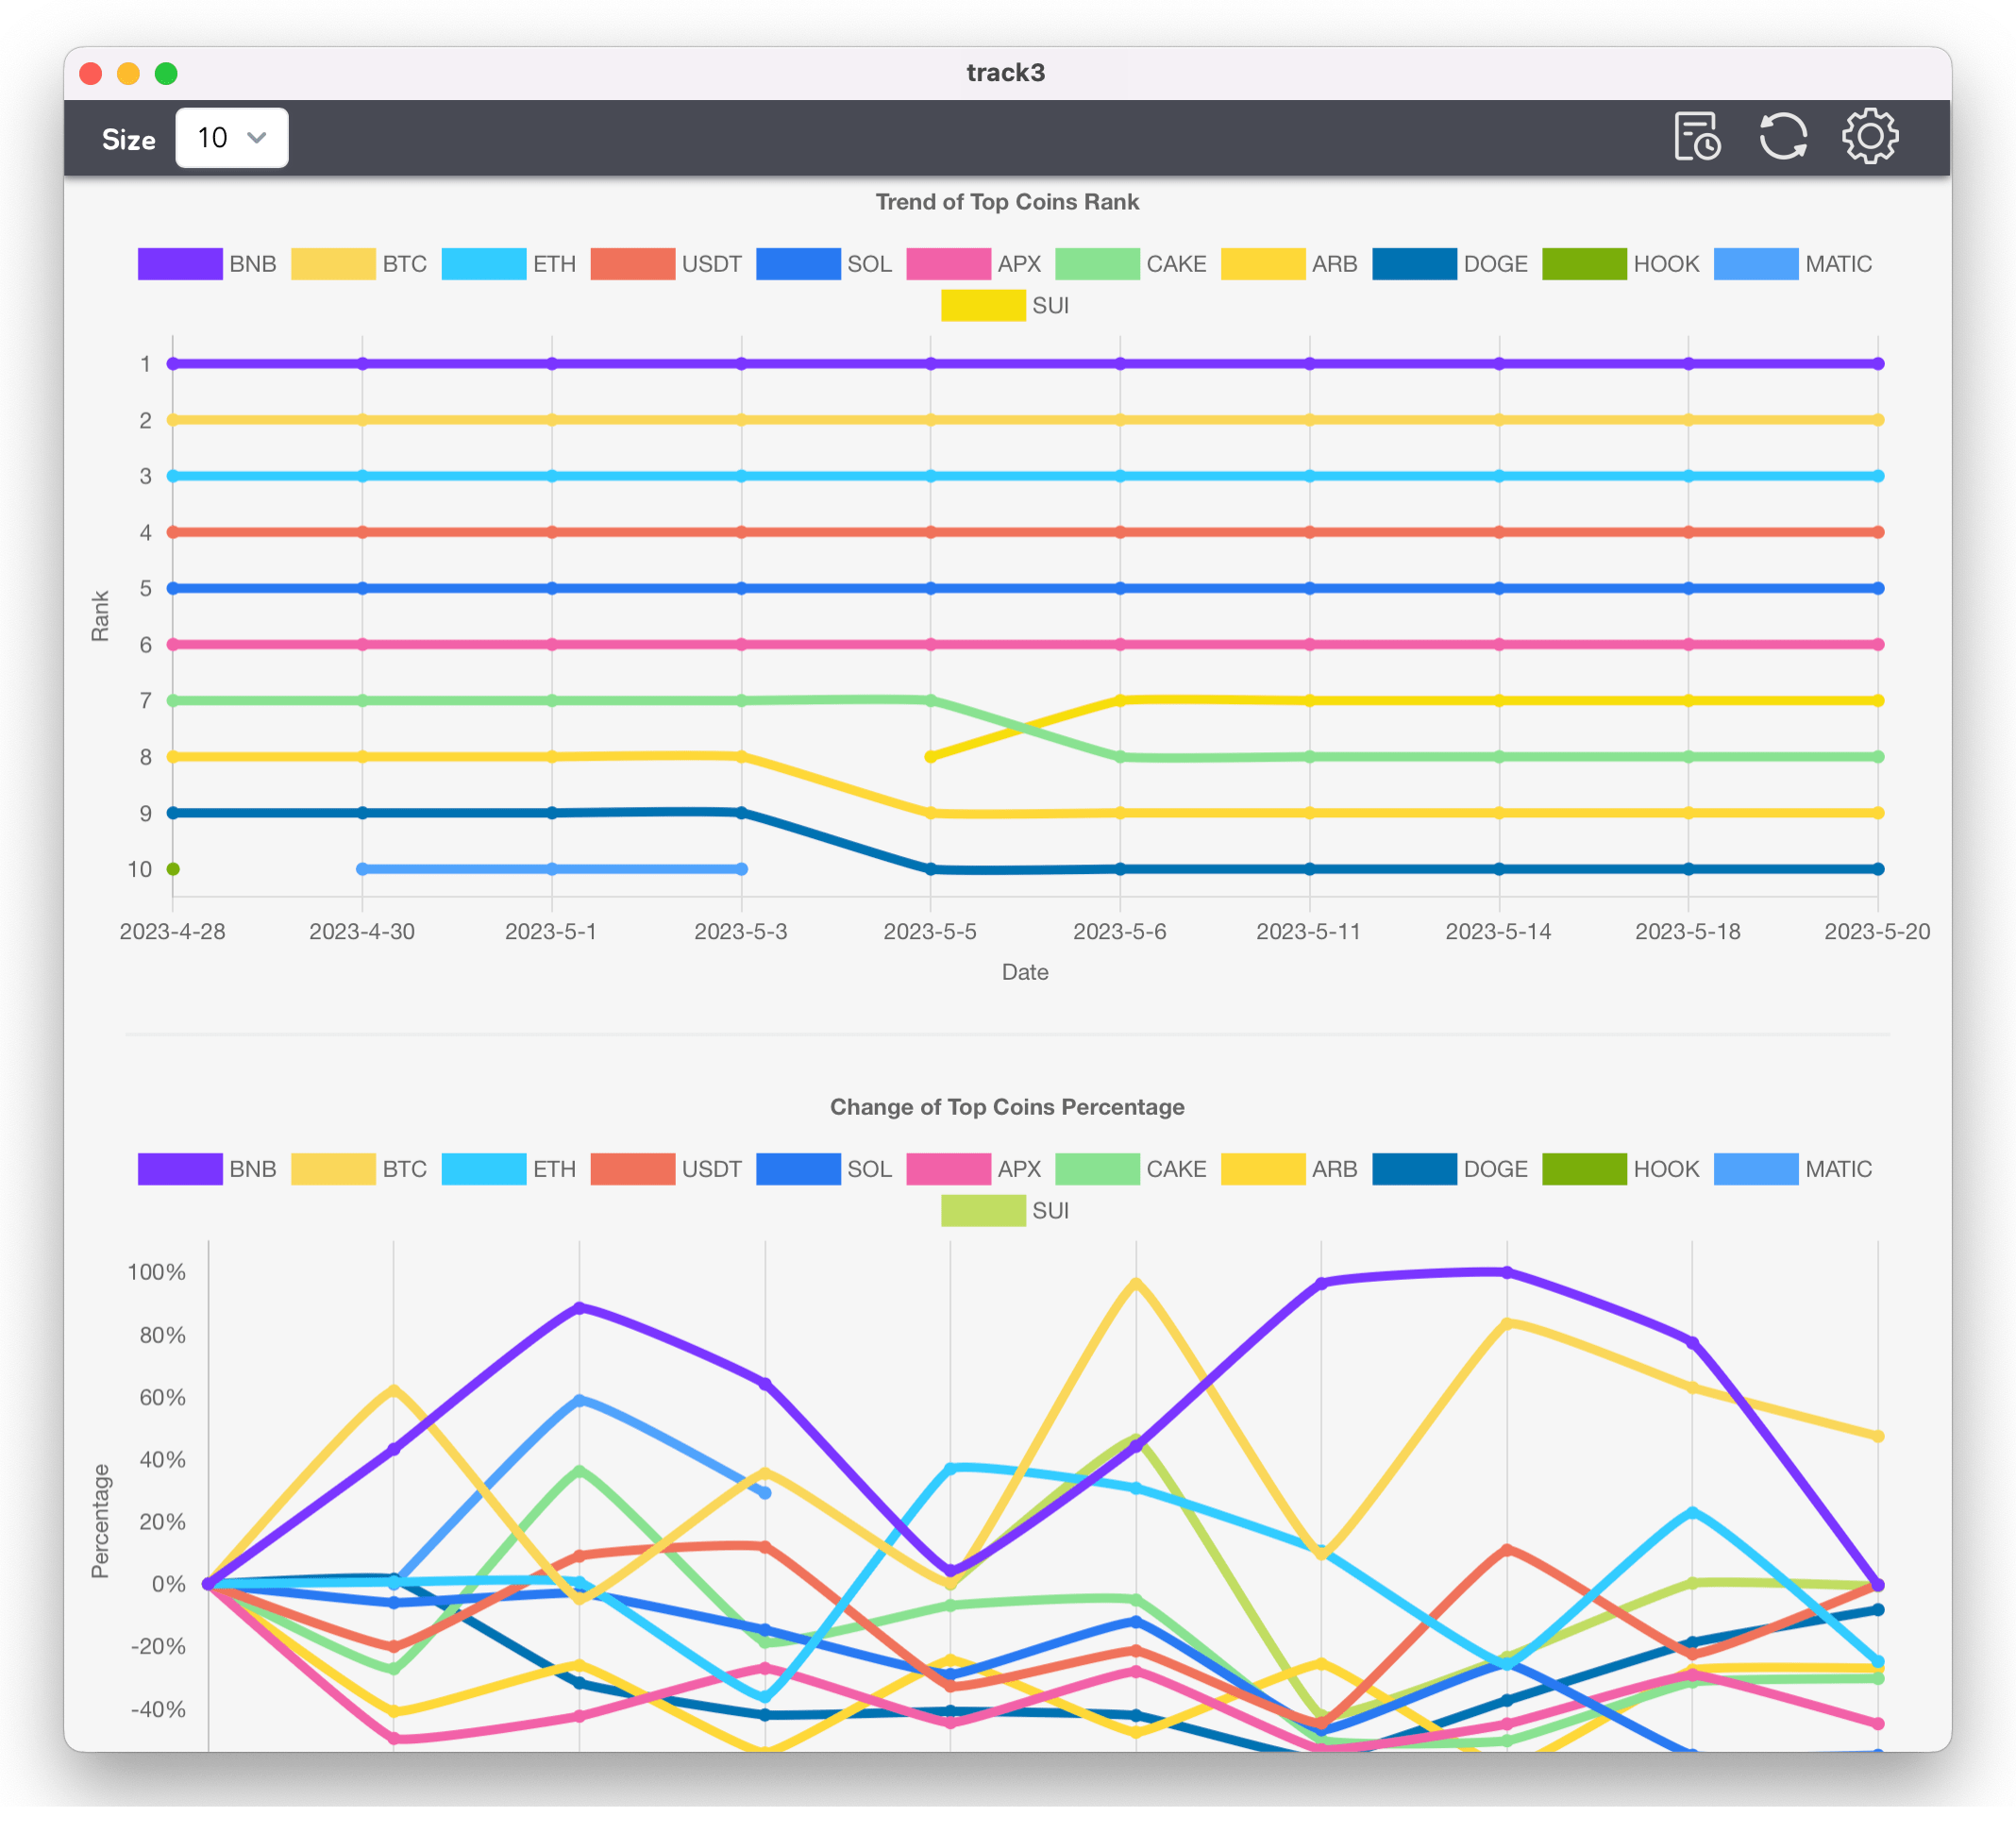 track3
Size 10
Trend of Top Coins Rank
BNB BTC ETH USDT SOL APX CAKE ARB DOGE HOOK MATIC
SUI
1
2
3
4
5
Rank
6
7
8
9
10
2023-4-28 2023-4-30 2023-5-1 2023-5-3 2023-5-5 2023-5-6 2023-5-11 2023-5-14 2023-5-18 2023-5-20
Date
Change of Top Coins Percentage
BNB BTC ETH USDT SOL APX CAKE ARB DOGE HOOK MATIC
SUI
100%
80%
60%
40%
Percentage
20%
0%
-20%
-40%